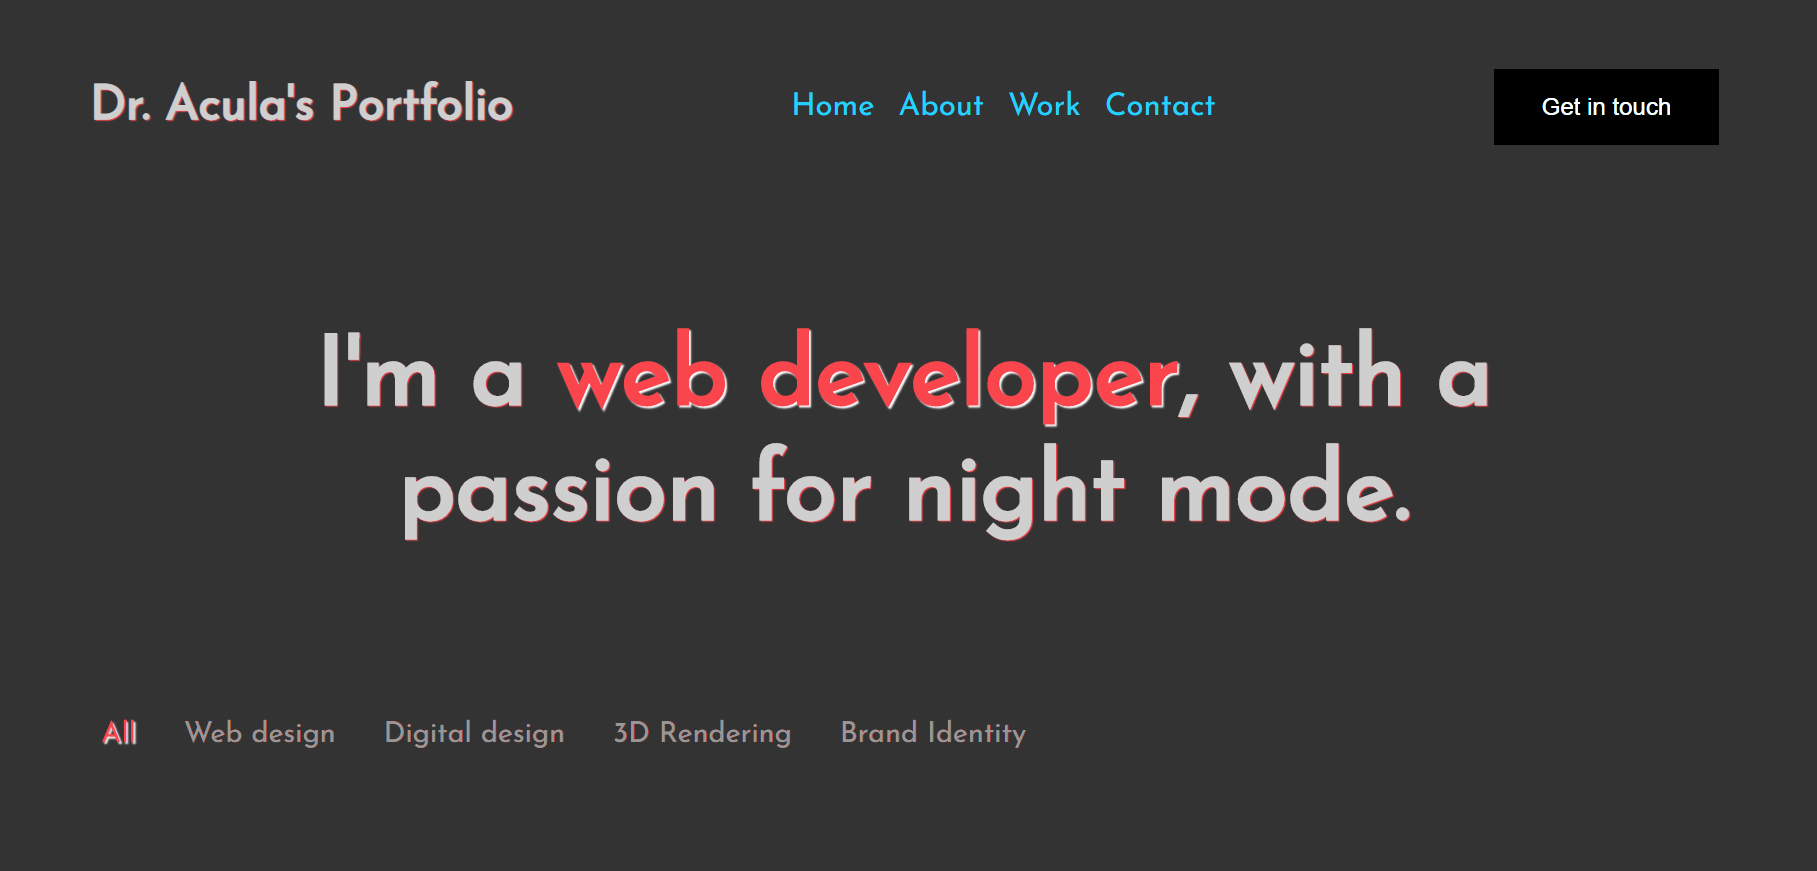 Dr. Acula's Portfolio
Home About Work Contact
Get in touch
I'm a web developer, with a
passion for night mode.
All Web design Digital design 3D Rendering Brand Identity